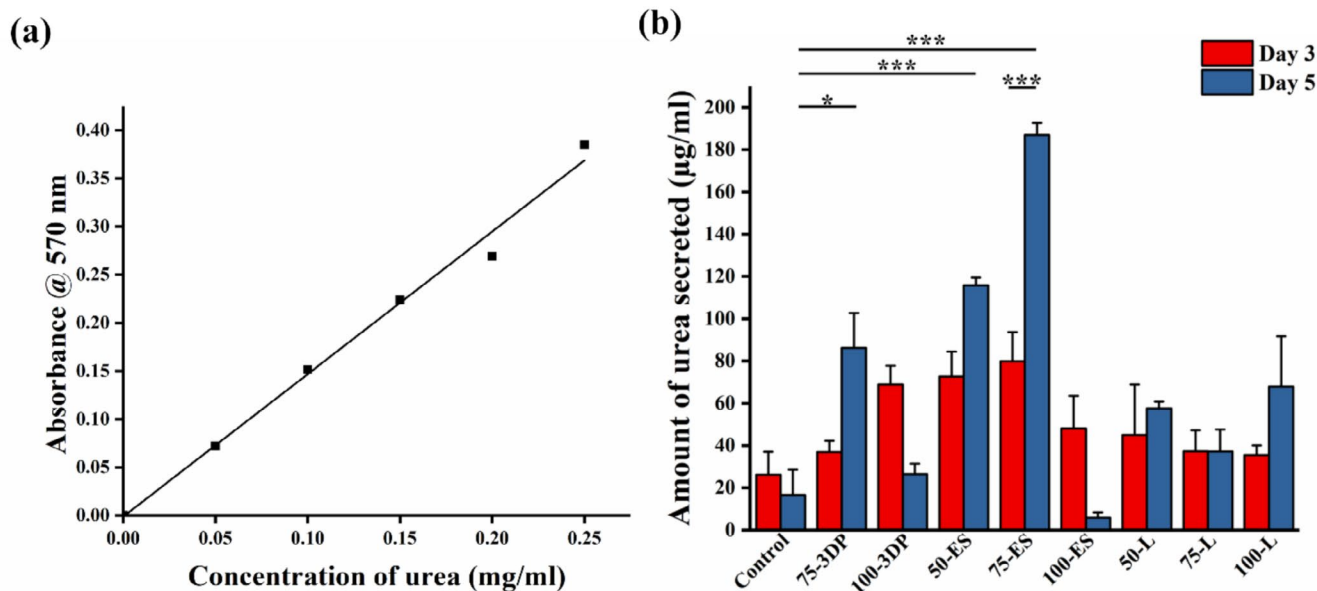 (a)
Absorbance @ 570 nm
0.40
0.35
0.30
0.25
0.20
0.15
0.10
0.05
0.00
0.00 0.05 0.10 0.15 0.20 0.25
Concentration of urea (mg/ml)
(b)
***
***
***
*
Day 3
Day 5
Amount of urea secreted (µg/ml)
200
180
160
140
120
100
80
60
40
20
0
Control 75-3DP 100-3DP 50-ES 75-ES 100-ES 50-L 75-L 100-L